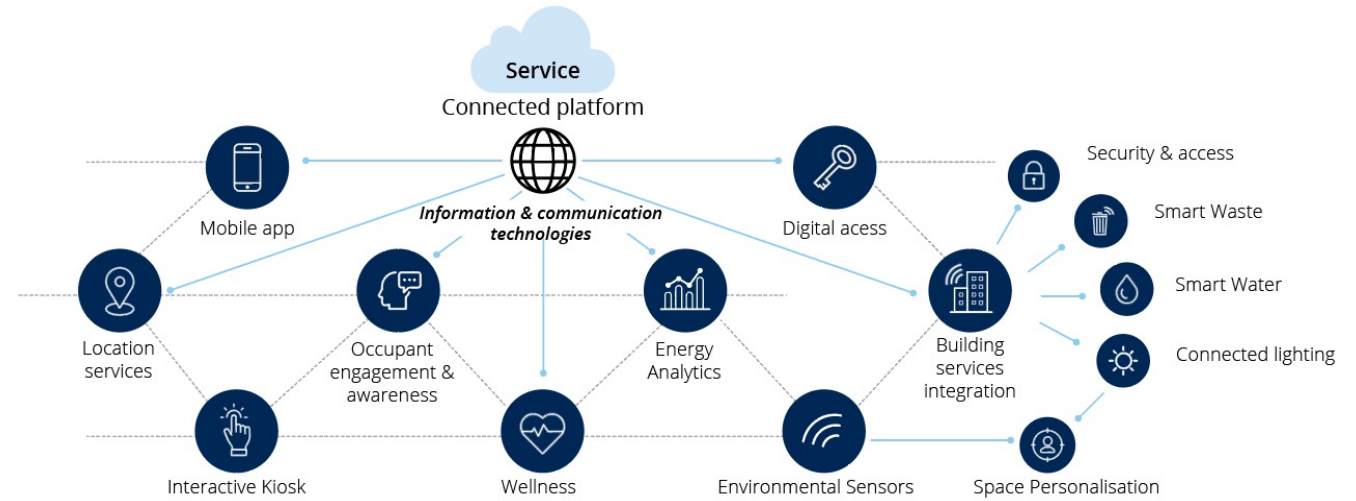 Service
Connected platform
Information & communication
technologies
Mobile app
Digital acess
Security & access
Smart Waste
Smart Water
Connected lighting
Location
services
Occupant
engagement &
awareness
Energy
Analytics
Building
services
integration
Interactive Kiosk
Wellness
Environmental Sensors
Space Personalisation